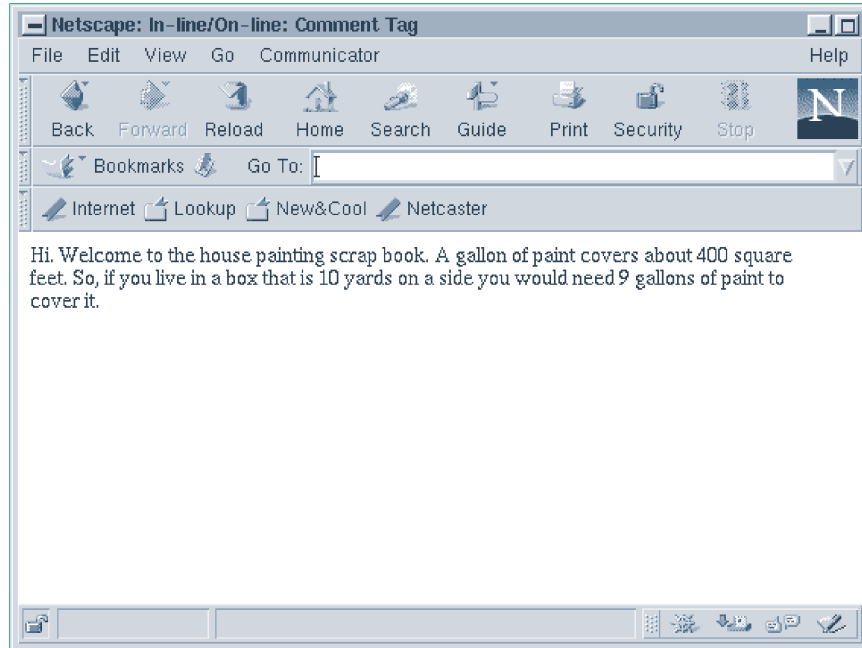 Netscape: In-line/On-line: Comment Tag
File Edit View Go Communicator Help
Back Forward Reload Home Search Guide Print Security Stop N
Bookmarks Go To:
Internet Lookup New&Cool Netcaster
Hi. Welcome to the house painting scrap book. A gallon of paint covers about 400 square
feet. So, if you live in a box that is 10 yards on a side you would need 9 gallons of paint to
cover it.